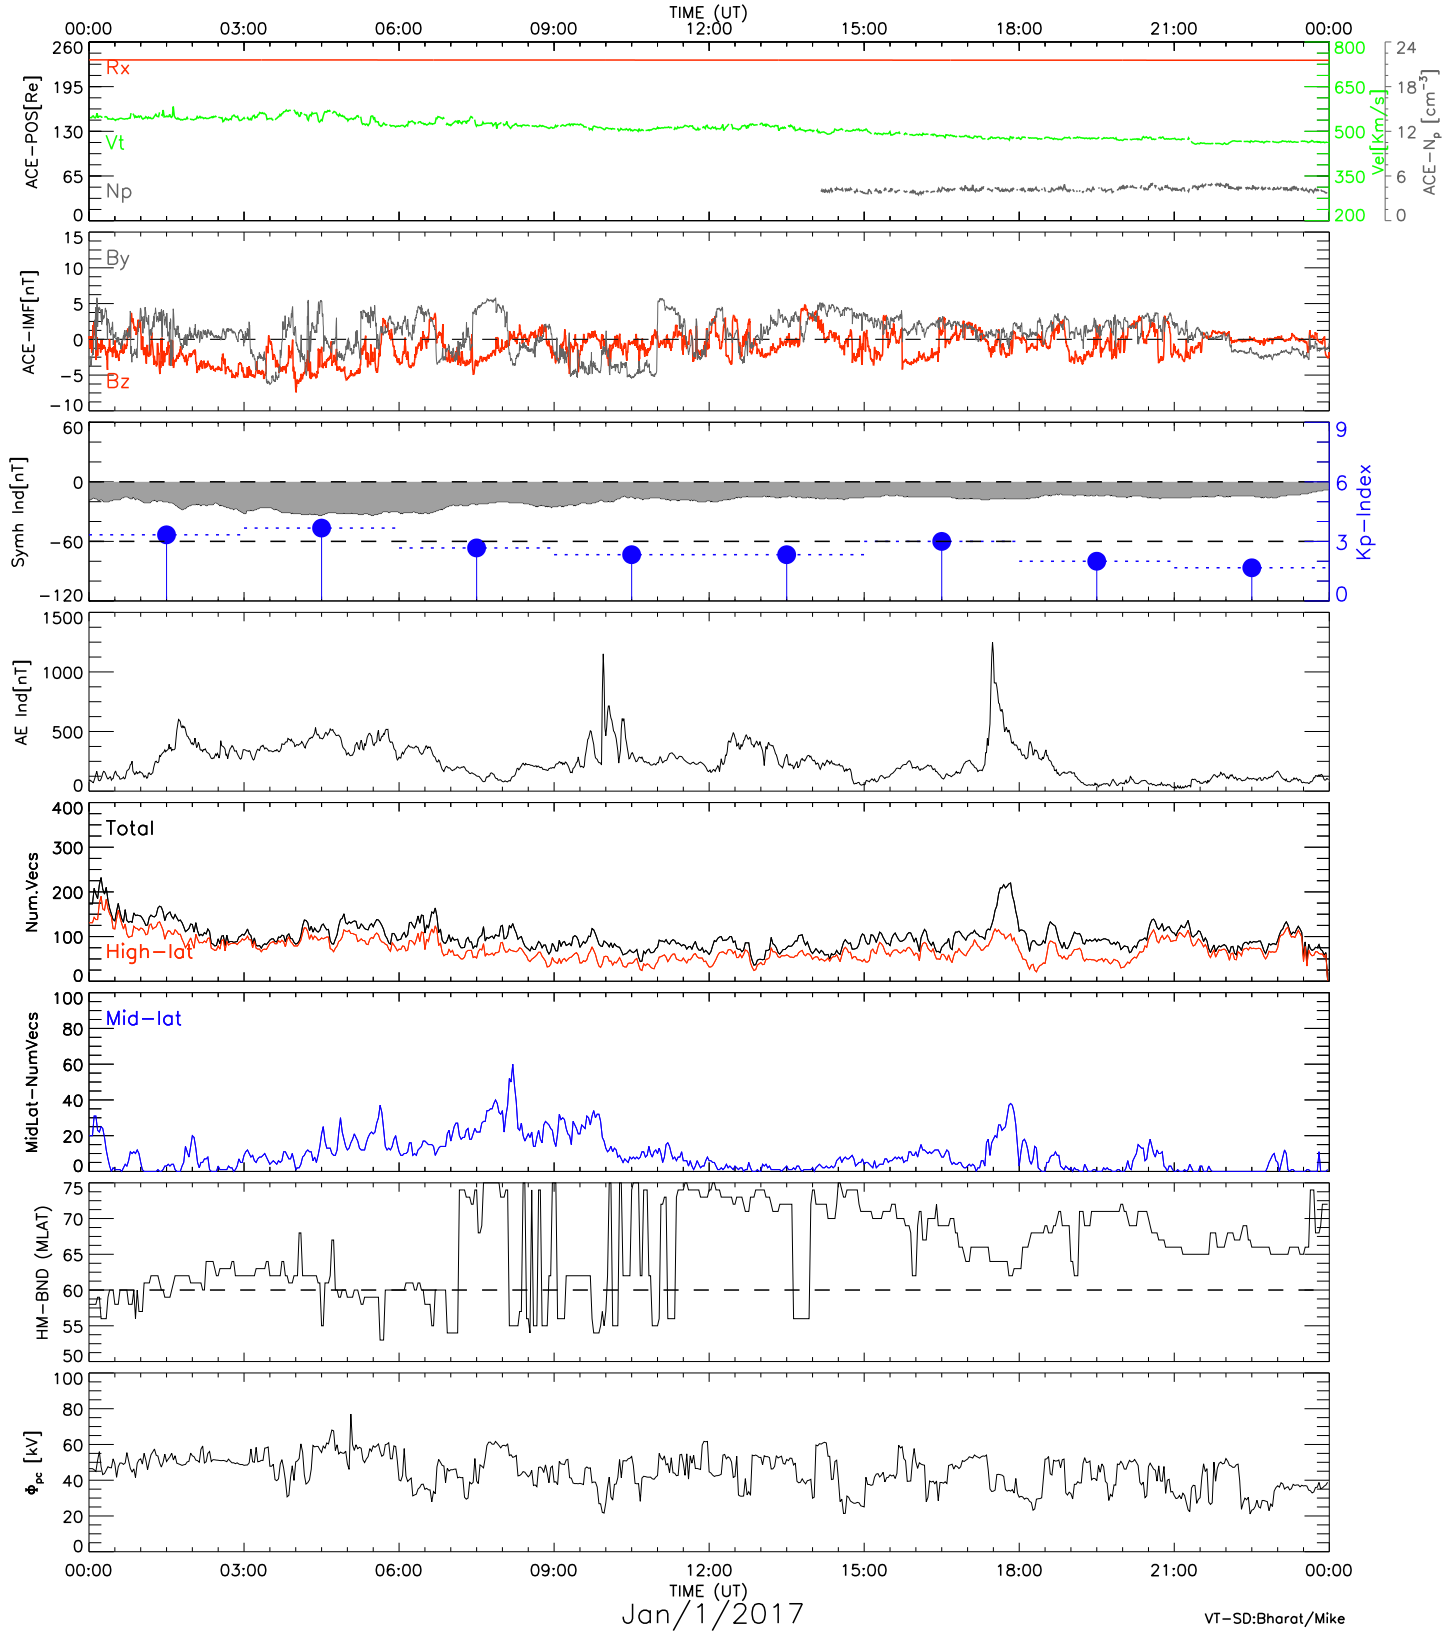 TIME (UT)
00:00 03:00 06:00 09:00 12:00 15:00 18:00 21:00 00:00
260 195 130 65 0
ACE-POS[Re]
Rx
Vt
Np
800 650 500 350 200
Vel[Km/s]
24 18 12 6 0
ACE-Np [cm-3]
15 10 5 0 -5 -10
ACE-IMF[nT]
By
Bz
60 0 -60 -120
Symh Ind[nT]
9 6 3 0
Kp-Index
1500 1000 500 0
AE Ind[nT]
400 300 200 100 0
Num.Vecs
Total
High-lat
100 80 60 40 20 0
MidLat-NumVecs
Mid-lat
75 70 65 60 55 50
HM-BND (MLAT)
100 80 60 40 20 0
Φpc [kV]
00:00 03:00 06:00 09:00 12:00 15:00 18:00 21:00 00:00
TIME (UT)
Jan/1/2017
VT-SD:Bharat/Mike